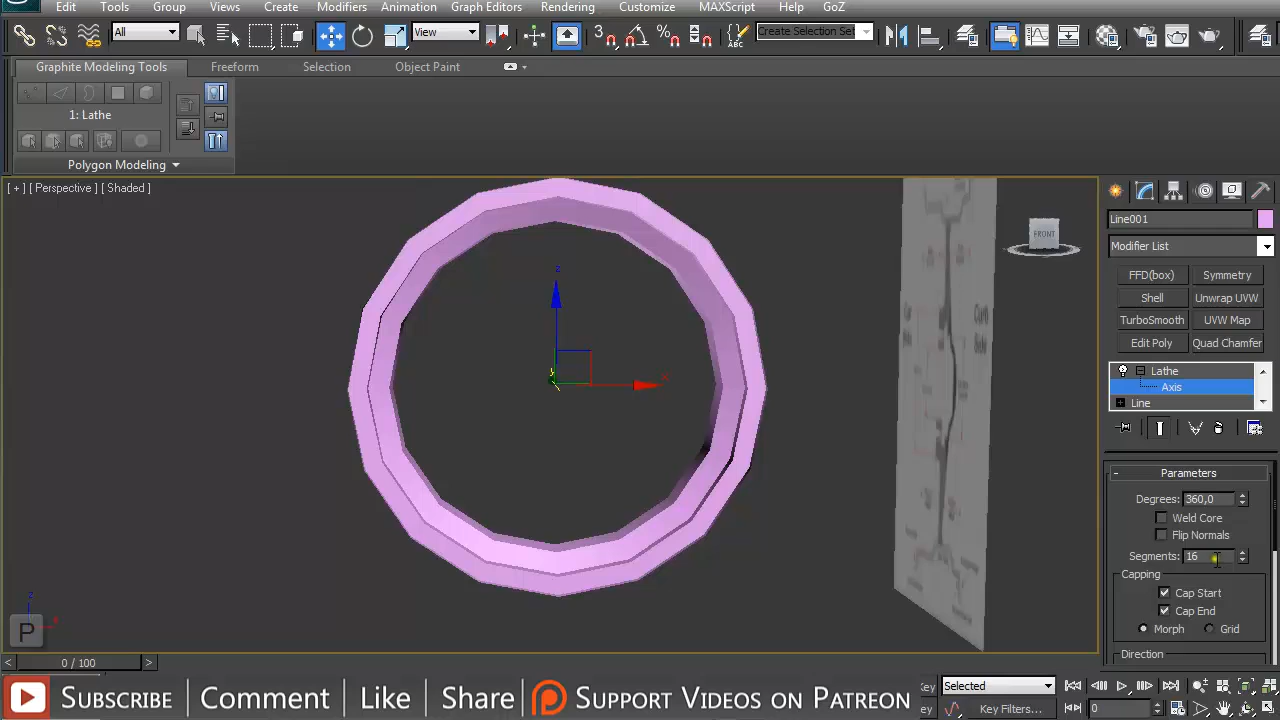 Edit Tools Group Views Create Modifiers Animation Graph Editors Rendering Customize MAXScript Help GoZ
All View 3 Create Selection Set
Graphite Modeling Tools Freeform Selection Object Paint
1: Lathe
Polygon Modeling
[ + ] [ Perspective ] [ Shaded ]
FRONT
z
x
y
z
x
P
Line001
Modifier List
FFD(box) Symmetry
Shell Unwrap UVW
TurboSmooth UVW Map
Edit Poly Quad Chamfer
Lathe
Axis
Line
Parameters
Degrees: 360,0
Weld Core
Flip Normals
Segments: 16
Capping
Cap Start
Cap End
Morph Grid
Direction
< 0 / 100 >
Subscribe Comment Like Share Support Videos on Patreon
Key Selected
Key Filters... 0